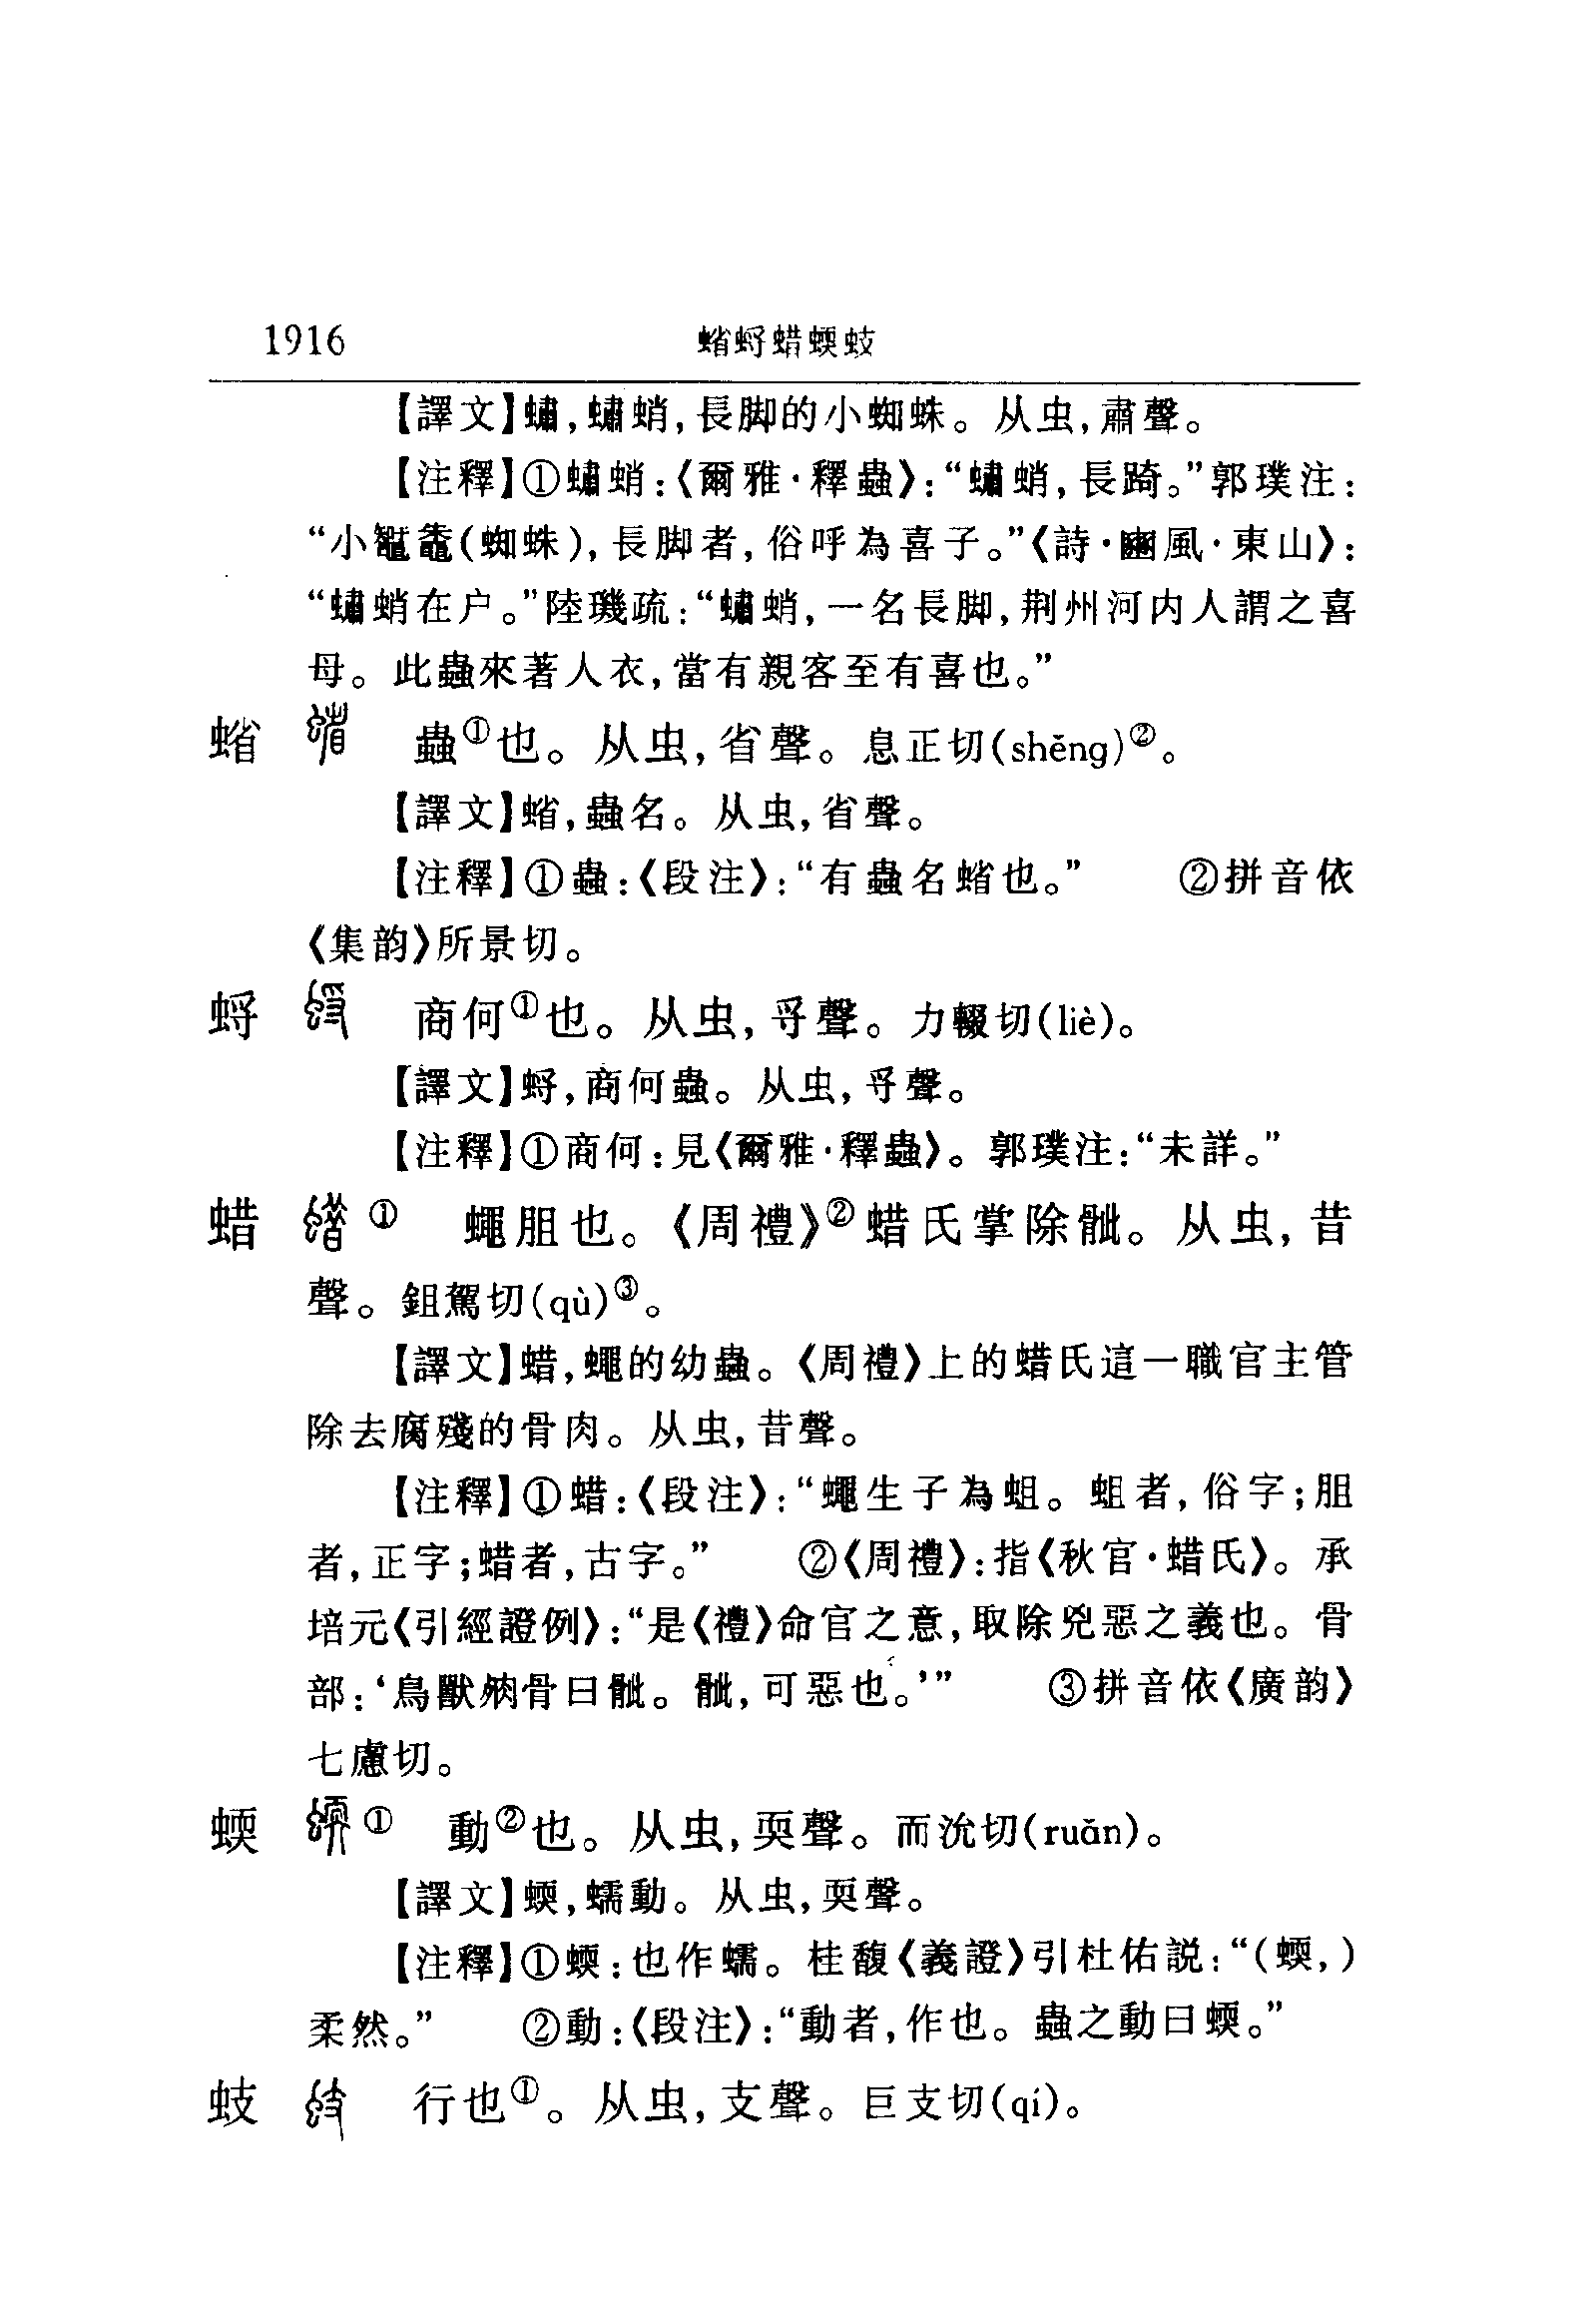 1916 蛸蛶蜡蝡蚑
【譯文】蠨,蠨蛸,長脚的小蜘蛛。从虫,肅聲。
【注釋】①蠨蛸:《爾雅·釋蟲》:“蠨蛸,長踦。”郭璞注:
“小鼅鼄(蜘蛛),長脚者,俗呼為喜子。”《詩·豳風·東山》:
“蠨蛸在户。”陸璣疏:“蠨蛸,一名長脚,荆州河内人謂之喜
母。此蟲來著人衣,當有親客至有喜也。”
蟲①也。从虫,省聲。息正切(shěng)②。
【譯文】,蟲名。从虫,省聲。
【注釋】①蟲:《段注》:“有蟲名也。” ②拼音依
《集韵》所景切。
蛶 商何①也。从虫,寽聲。力輟切(liè)。
【譯文】蛶,商何蟲。从虫,寽聲。
【注釋】①商何:見《爾雅·釋蟲》。郭璞注:“未詳。”
蜡 ① 蠅胆也。《周禮》②蜡氏掌除骴。从虫,昔
聲。鉏駕切(qù)③。
【譯文】蜡,蠅的幼蟲。《周禮》上的蜡氏這一職官主管
除去腐殘的骨肉。从虫,昔聲。
【注釋】①蜡:《段注》:“蠅生子為蛆。蛆者,俗字;胆
者,正字;蜡者,古字。” ②《周禮》:指《秋官·蜡氏》。承
培元《引經證例》:“是《禮》命官之意,取除兇惡之義也。骨
部:‘鳥獸殠骨曰骴。骴,可惡也。’” ③拼音依《廣韵》
七慮切。
蝡 ① 動②也。从虫,耎聲。而沇切(ruǎn)。
【譯文】蝡,蠕動。从虫,耎聲。
【注釋】①蝡:也作蠕。桂馥《義證》引杜佑説:“(蝡,)
柔然。” ②動:《段注》:“動者,作也。蟲之動曰蝡。”
蚑 行也①。从虫,支聲。巨支切(qí)。